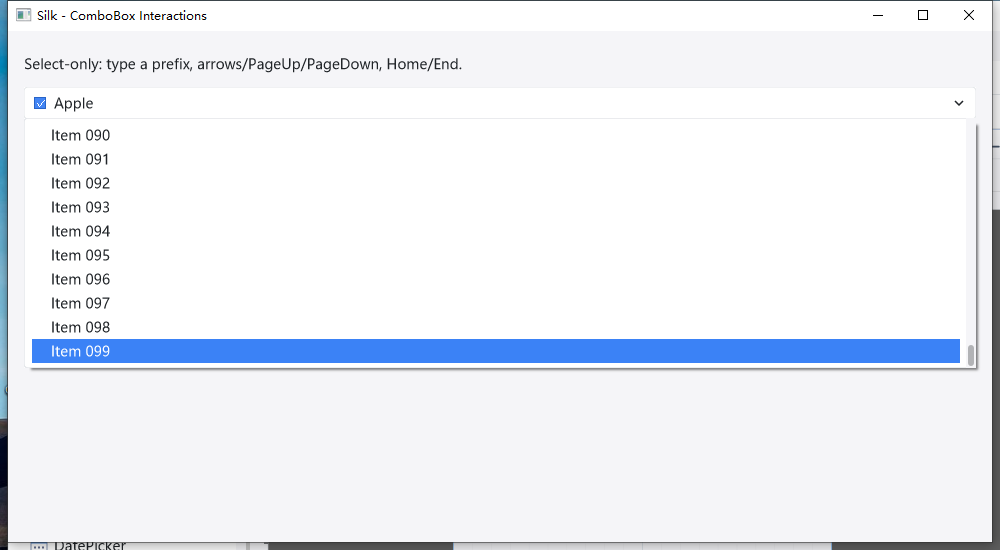 Silk - ComboBox Interactions
Select-only: type a prefix, arrows/PageUp/PageDown, Home/End.
Apple
Item 090
Item 091
Item 092
Item 093
Item 094
Item 095
Item 096
Item 097
Item 098
Item 099
DatePicker